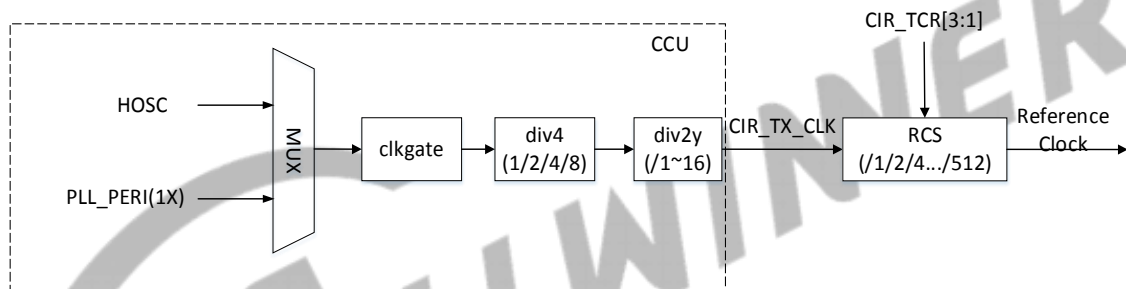 CIR_TCR[3:1]
CCU
HOSC
MUX
PLL_PERI(1X)
clkgate
div4
(1/2/4/8)
div2y
(/1~16)
CIR_TX_CLK
RCS
(/1/2/4.../512)
Reference
Clock
ALLWINNER